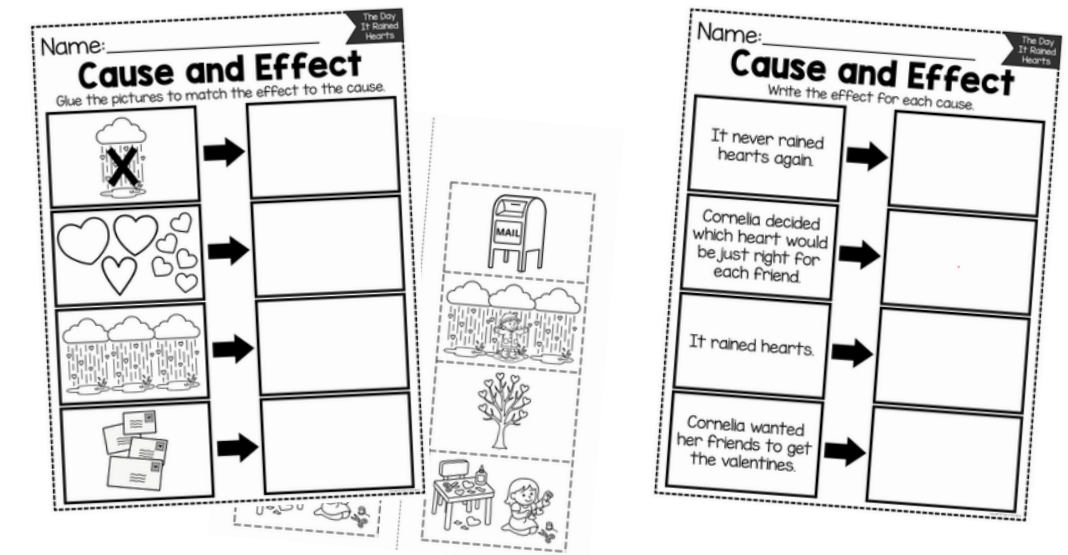 The Day
It Rained
Hearts
Name:
Cause and Effect
Glue the pictures to match the effect to the cause.
MAIL
The Day
It Rained
Hearts
Name:
Cause and Effect
Write the effect for each cause.
It never rained
hearts again.
Cornelia decided
which heart would
be just right for
each friend.
It rained hearts.
Cornelia wanted
her friends to get
the valentines.